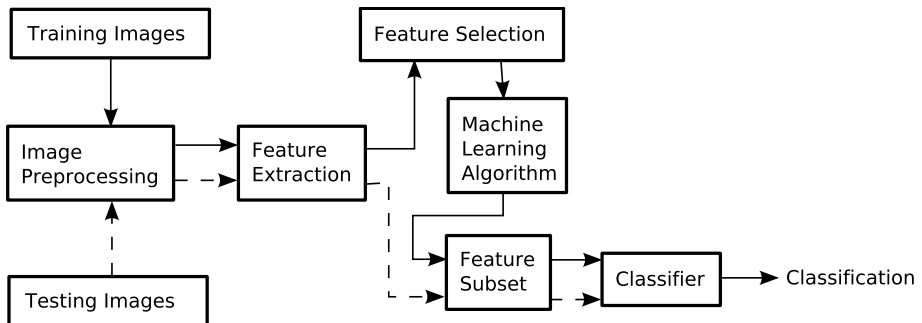 Training Images
Feature Selection
Image
Preprocessing
Feature
Extraction
Machine
Learning
Algorithm
Testing Images
Feature
Subset
Classifier
Classification